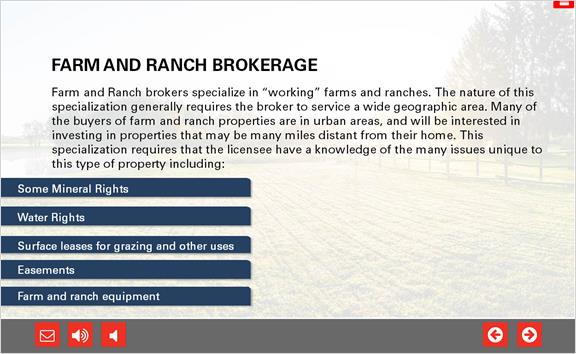 FARM AND RANCH BROKERAGE
Farm and Ranch brokers specialize in “working” farms and ranches. The nature of this
specialization generally requires the broker to service a wide geographic area. Many of
the buyers of farm and ranch properties are in urban areas, and will be interested in
investing in properties that may be many miles distant from their home. This
specialization requires that the licensee have a knowledge of the many issues unique to
this type of property including:
Some Mineral Rights
Water Rights
Surface leases for grazing and other uses
Easements
Farm and ranch equipment